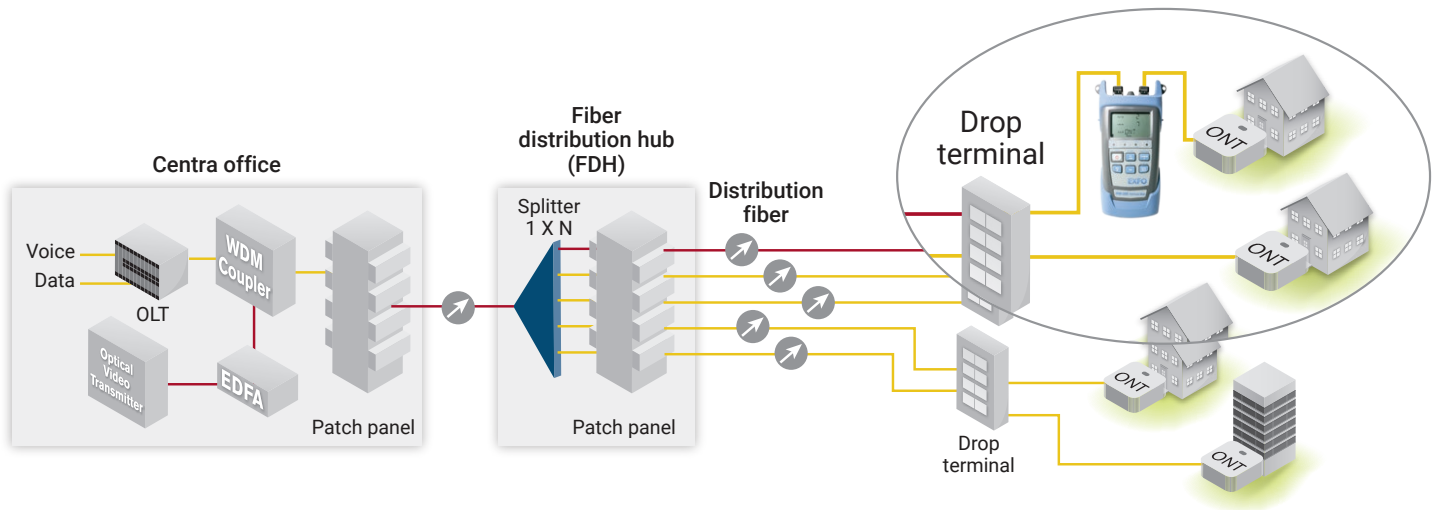 Centra office
Voice
Data
OLT
WDM
Coupler
Optical
Video
Transmitter
EDFA
Patch panel
Fiber
distribution hub
(FDH)
Splitter
1 X N
Patch panel
Distribution
fiber
Drop
terminal
EXFO
ONT
ONT
Drop
terminal
ONT
ONT